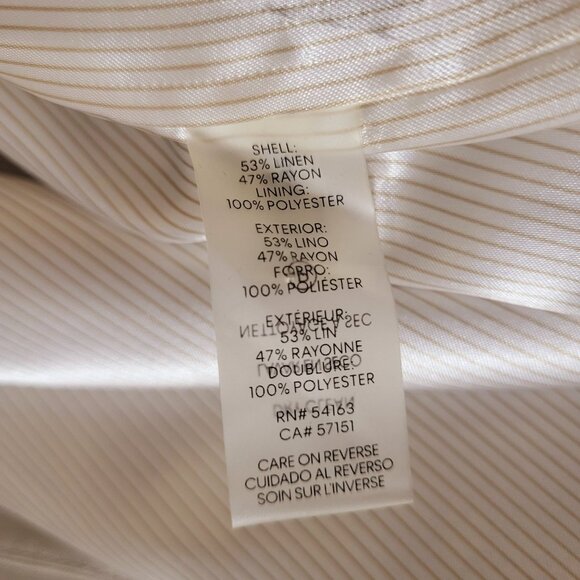 SHELL:
53% LINEN
47% RAYON
LINING:
100% POLYESTER
EXTERIOR:
53% LINO
47% RAYON
FORRO:
100% POLIÉSTER
EXTÉRIEUR:
53% LIN
47% RAYONNE
DOUBLURE:
100% POLYESTER
RN# 54163
CA# 57151
CARE ON REVERSE
CUIDADO AL REVERSO
SOIN SUR L'INVERSE